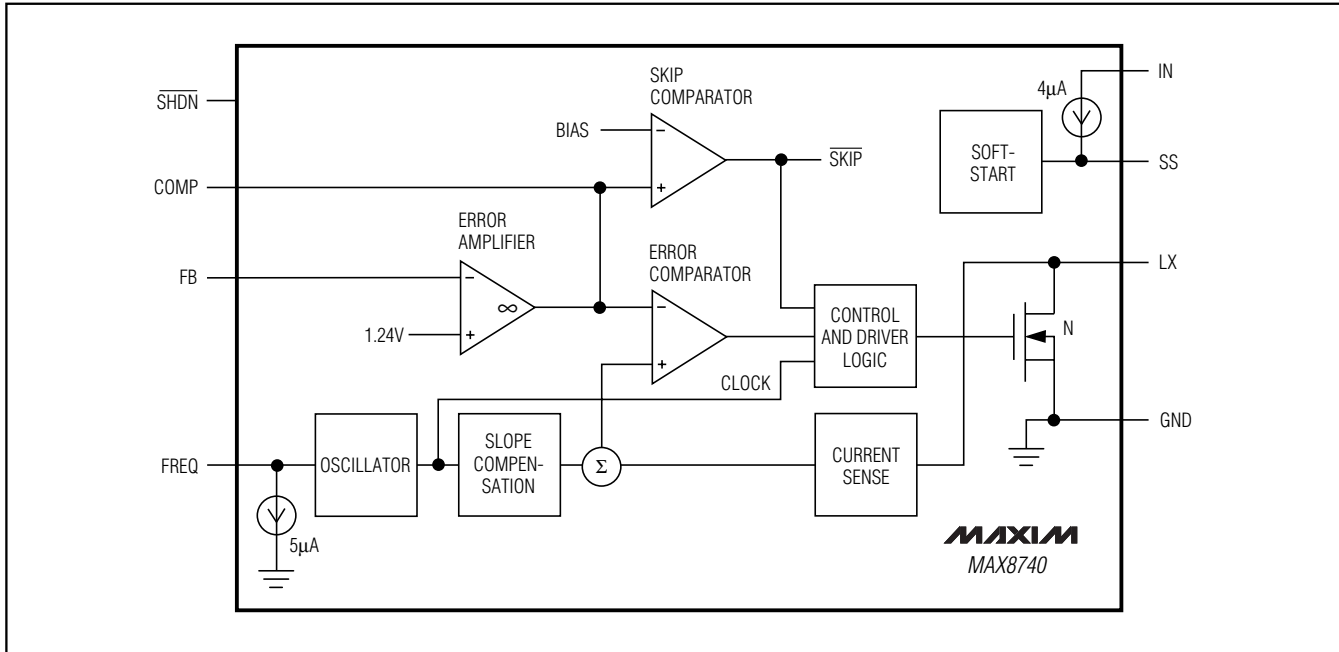 SKIP
COMPARATOR
IN
SHDN
4µA
BIAS
−
SKIP
SOFT-
START
SS
COMP
+
ERROR
AMPLIFIER
ERROR
COMPARATOR
LX
FB
−
∞
−
CONTROL
AND DRIVER
LOGIC
N
1.24V
+
+
CLOCK
GND
FREQ
OSCILLATOR
SLOPE
COMPEN-
SATION
Σ
CURRENT
SENSE
5µA
MAXIM
MAX8740